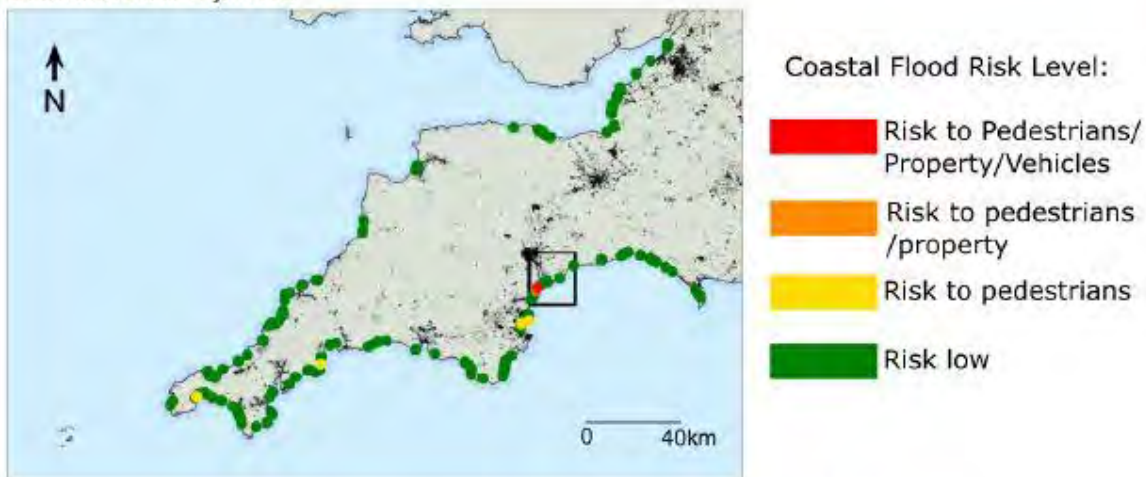 N
0 40km
Coastal Flood Risk Level:
Risk to Pedestrians/
Property/Vehicles
Risk to pedestrians
/property
Risk to pedestrians
Risk low